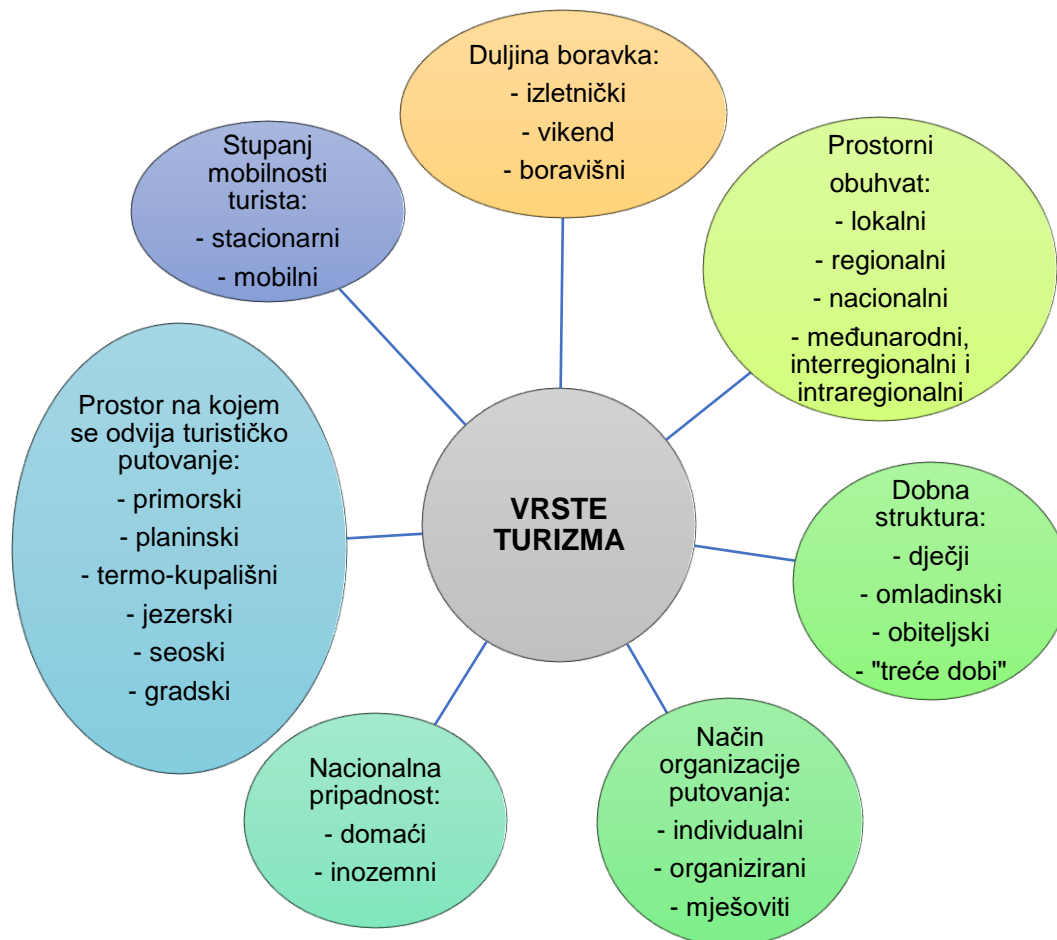 Duljina boravka:
- izletnički
- vikend
- boravišni
Prostorni
obuhvat:
- lokalni
- regionalni
- nacionalni
- međunarodni,
interregionalni i
intraregionalni
Dobna
struktura:
- dječji
- omladinski
- obiteljski
- "treće dobi"
Način
organizacije
putovanja:
- individualni
- organizirani
- mješoviti
Nacionalna
pripadnost:
- domaći
- inozemni
Prostor na kojem
se odvija turističko
putovanje:
- primorski
- planinski
- termo-kupališni
- jezerski
- seoski
- gradski
Stupanj
mobilnosti
turista:
- stacionarni
- mobilni
VRSTE
TURIZMA